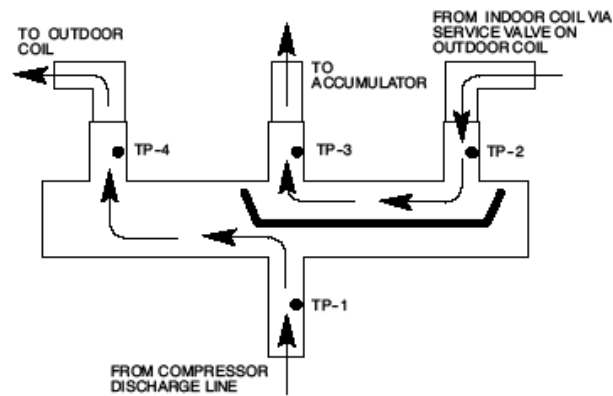 TO OUTDOOR
COIL
TO
ACCUMULATOR
FROM INDOOR COIL VIA
SERVICE VALVE ON
OUTDOOR COIL
TP-4
TP-3
TP-2
TP-1
FROM COMPRESSOR
DISCHARGE LINE